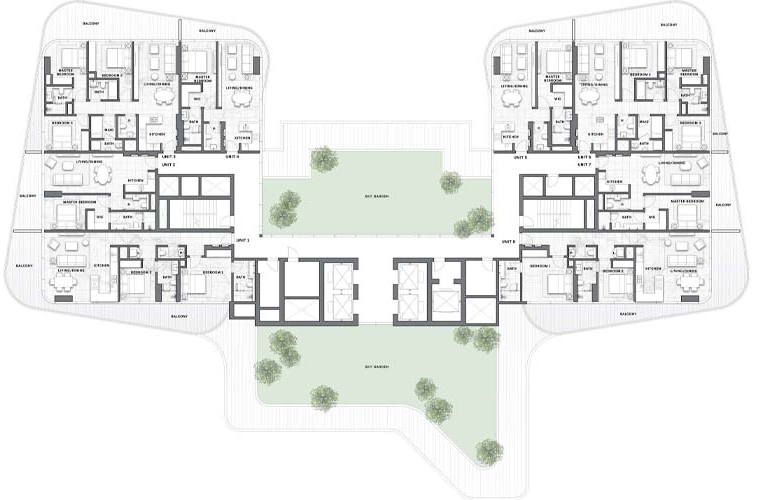 BALCONY
BALCONY
MASTER
BEDROOM
BEDROOM 2
LIVING/DINING
MASTER
BEDROOM
LIVING/DINING
BATH
BATH
WIC
BATH
BEDROOM 3
MAID
KITCHEN
KITCHEN
UNIT 3
UNIT 4
UNIT 2
LIVING/DINING
KITCHEN
BALCONY
MASTER BEDROOM
WIC
BATH
UNIT 1
BALCONY
LIVING/DINING
KITCHEN
BEDROOM 2
BATH
BEDROOM 1
BATH
BALCONY
SKY GARDEN
SKY GARDEN
BALCONY
BALCONY
LIVING/DINING
MASTER
BEDROOM
LIVING/DINING
BEDROOM 2
MASTER
BEDROOM
WIC
BATH
BATH
BATH
KITCHEN
KITCHEN
MAID
BEDROOM 3
BALCONY
UNIT 5
UNIT 6
UNIT 7
LIVING/DINING
KITCHEN
BALCONY
MASTER BEDROOM
BATH
WIC
UNIT 8
BATH
BEDROOM 1
BATH
BEDROOM 2
KITCHEN
LIVING/DINING
BALCONY
BALCONY